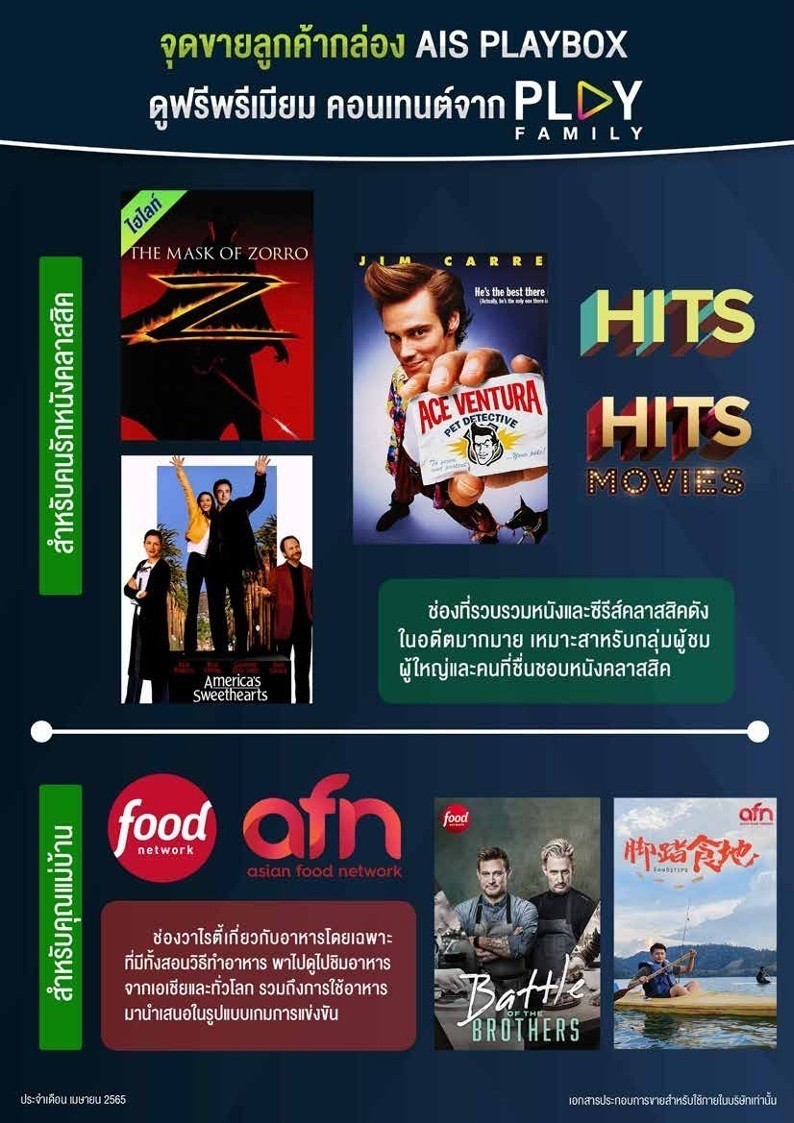 จุดขายลูกค้ากล่อง AIS PLAYBOX
ดูฟรีพรีเมียม คอนเทนต์จาก PLAY
FAMILY
สำหรับคนรักหนังคลาสสิค
ไฮไลท์
THE MASK OF ZORRO
Z
JIM CARRE
He's the best there
(Actually, he's the only one there is
ACE VENTURA
PET DETECTIVE
HITS
HITS
MOVIES
America's
Sweethearts
ช่องที่รวบรวมหนังและซีรีส์คลาสสิคดัง
ในอดีตมากมาย เหมาะสาหรับกลุ่มผู้ชม
ผู้ใหญ่และคนที่ชื่นชอบหนังคลาสสิค
สำหรับคุณแม่บ้าน
food
network
afn
asian food network
ช่องวาไรตี้เกี่ยวกับอาหารโดยเฉพาะ
ที่มีทั้งสอนวิธีทำอาหาร พาไปดูไปชิมอาหาร
จากเอเชียและทั่วโลก รวมถึงการใช้อาหาร
มานำเสนอในรูปแบบเกมการแข่งขัน
food
network
Battle
OF THE
BROTHERS
afn
脚踏食地
ประจำเดือน เมษายน 2565
เอกสารประกอบการขายสำหรับใช้ภายในบริษัทเท่านั้น